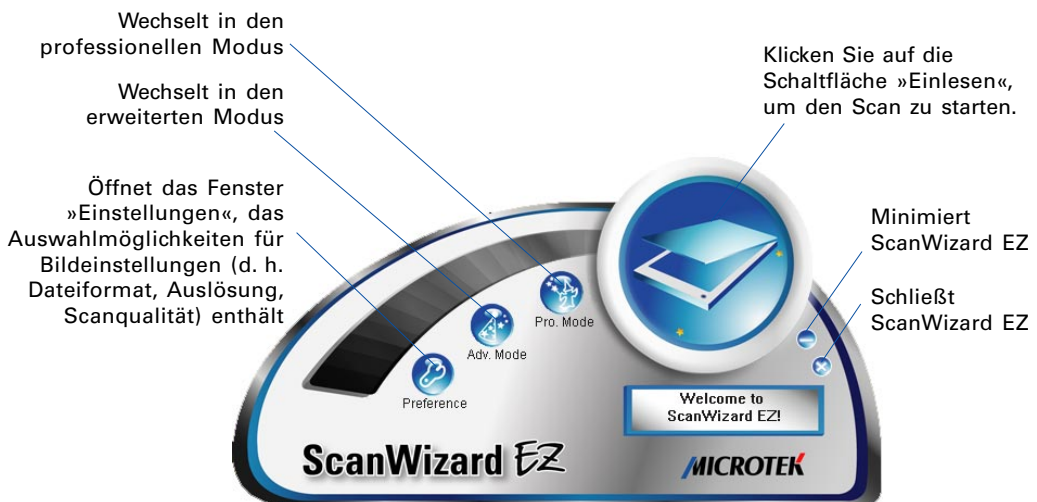 Wechselt in den
professionellen Modus
Wechselt in den
erweiterten Modus
Öffnet das Fenster
»Einstellungen«, das
Auswahlmöglichkeiten für
Bildeinstellungen (d. h.
Dateiformat, Auslösung,
Scanqualität) enthält
Klicken Sie auf die
Schaltfläche »Einlesen«,
um den Scan zu starten.
Minimiert
ScanWizard EZ
Schließt
ScanWizard EZ
Pro. Mode
Adv. Mode
Preference
Welcome to
ScanWizard EZ!
ScanWizard EZ
MICROTEK